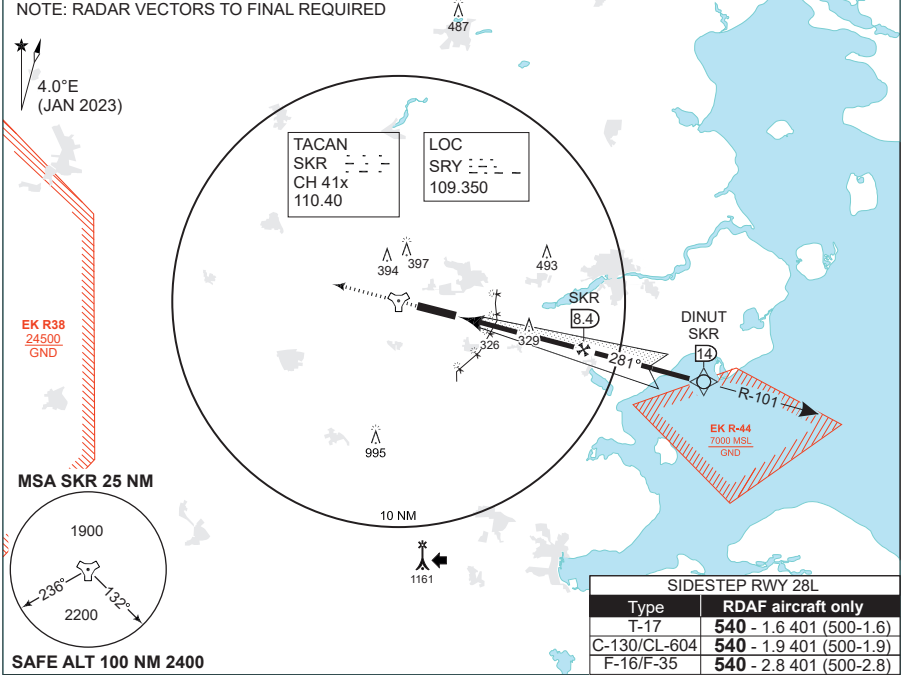 NOTE: RADAR VECTORS TO FINAL REQUIRED
487
4.0°E
(JAN 2023)
TACAN
SKR
CH 41x
110.40
LOC
SRY
109.350
394
397
493
SKR
8.4
DINUT
SKR
14
326
329
281°
R-101
EK R38
24500
GND
EK R-44
7000 MSL
GND
995
10 NM
1161
MSA SKR 25 NM
1900
236°
132°
2200
SAFE ALT 100 NM 2400
SIDESTEP RWY 28L
Type RDAF aircraft only
T-17 540 - 1.6 401 (500-1.6)
C-130/CL-604 540 - 1.9 401 (500-1.9)
F-16/F-35 540 - 2.8 401 (500-2.8)